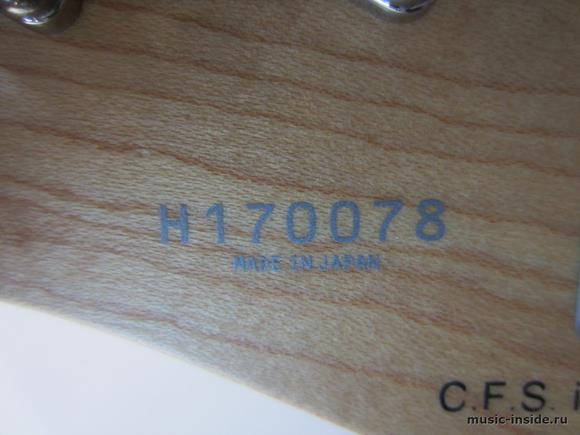 H170078
MADE IN JAPAN
C.F.S. i
music-inside.ru